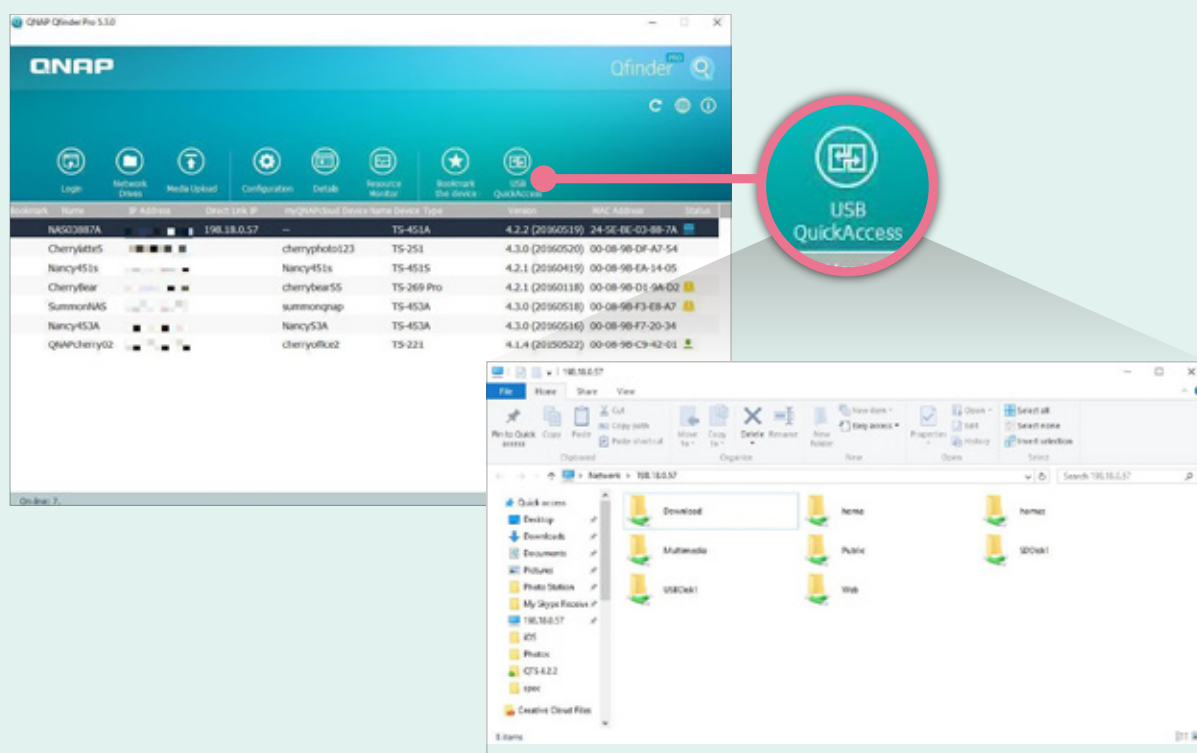 QNAP Qfinder Pro 5.3.0
QNAP
Qfinder PRO
Login
Network Drives
Media Upload
Configuration
Details
Resource Monitor
Bookmark the device
USB QuickAccess
Bookmark Name IP Address Direct Link IP myQNAPcloud Device Name Device Type Version MAC Address Status
NAS03887A 198.18.0.57 -- TS-451A 4.2.2 (20160519) 24-5E-BE-03-88-7A
Cherrylatte5 cherryphoto123 TS-251 4.3.0 (20160520) 00-08-9B-DF-A7-54
Nancy451s Nancy451s TS-451S 4.2.1 (20160419) 00-08-9B-EA-14-05
CherryBear crerrybear55 TS-269 Pro 4.2.1 (20160118) 00-08-9B-D1-9A-D2
SummonNAS summonqnap TS-453A 4.3.0 (20160518) 00-08-9B-F3-E8-A7
Nancy453A Nancy53A TS-453A 4.3.0 (20160516) 00-08-9B-F7-20-34
QNAPcherry02 cherryoffice2 TS-221 4.1.4 (20150522) 00-08-9B-C9-42-01
On-line: 7.
USB
QuickAccess
198.18.0.57
File Home Share View
Pin to Quick access
Copy
Paste
Cut
Copy path
Paste shortcut
Move to
Copy to
Delete
Rename
New folder
New item
Easy access
Properties
Open
Edit
History
Select all
Select none
Invert selection
Clipboard Organize New Open Select
Network 198.18.0.57
Search 198.18.0.57
Quick access
Desktop
Downloads
Documents
Pictures
Photo Station
My Skype Receive
198.18.0.57
iOS
Photos
QTS 4.2.2
spec
Creative Cloud Files
Download home homes
Multimedia Public SDDisk1
USBDisk1 Web
8 items